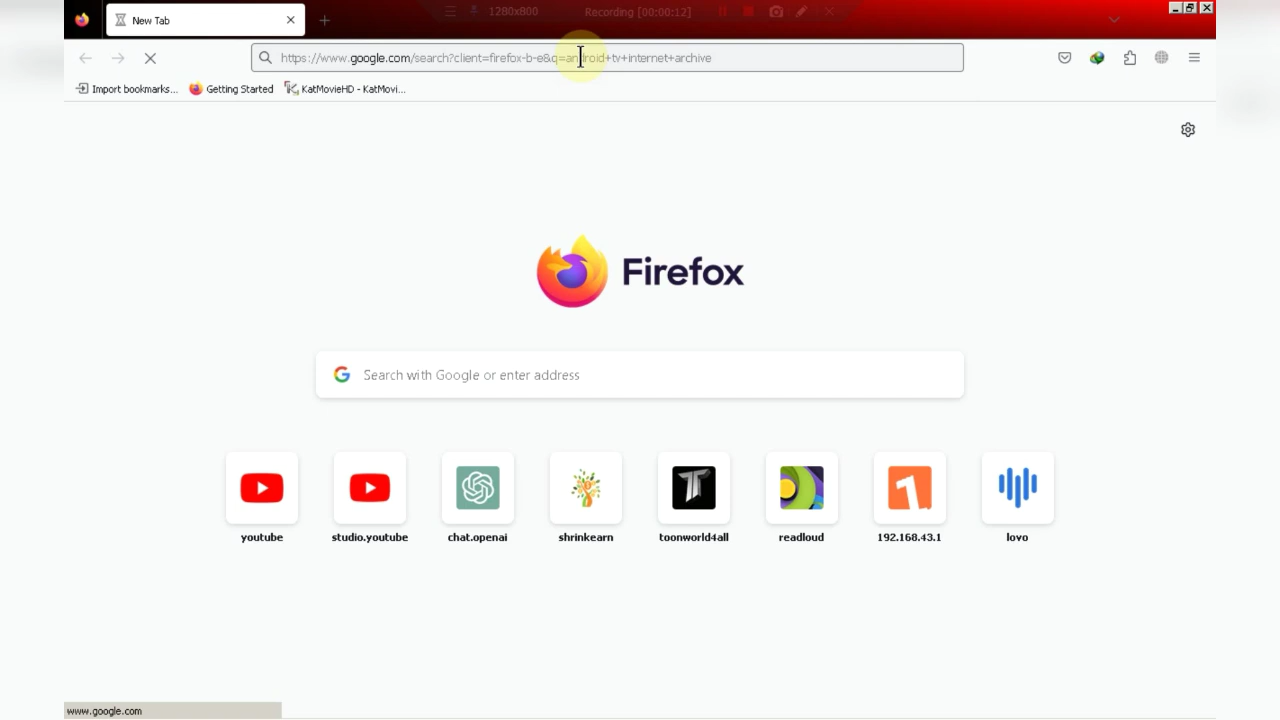 New Tab
1280x800
Recording [00:00:12]
https://www.google.com/search?client=firefox-b-e&q=android+tv+internet+archive
Import bookmarks...
Getting Started
KatMovieHD - KatMovi...
Firefox
Search with Google or enter address
youtube
studio.youtube
chat.openai
shrinkearn
toonworld4all
readloud
192.168.43.1
lovo
www.google.com